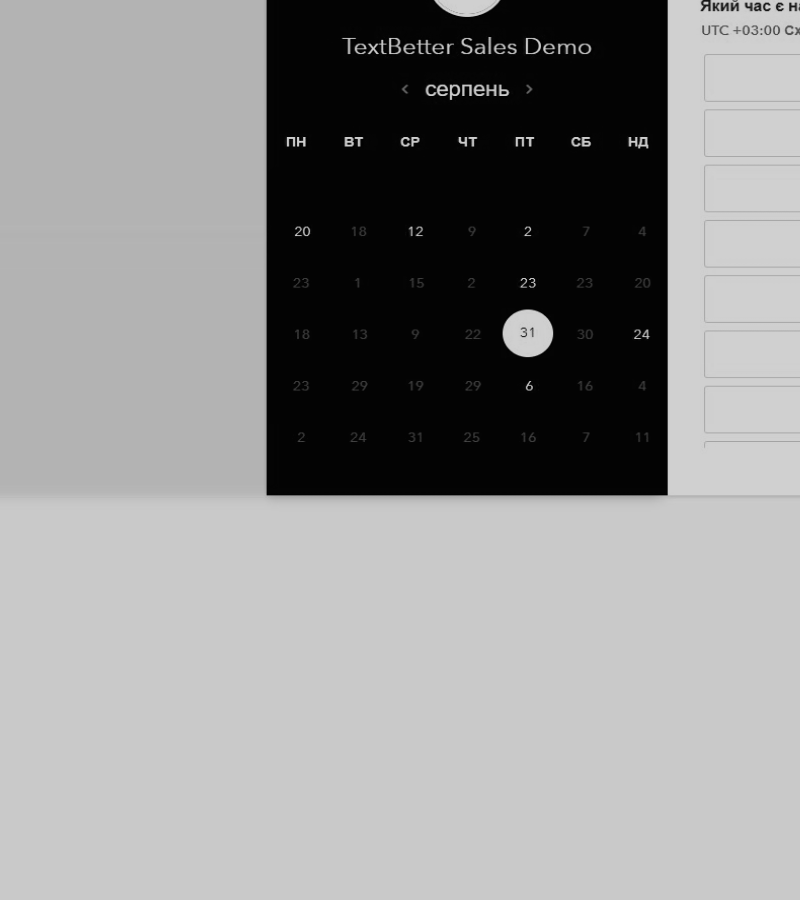 Який час є на
UTC +03:00 Сх
TextBetter Sales Demo
‹ серпень ›
ПН ВТ СР ЧТ ПТ СБ НД
20 18 12 9 2 7 4
23 1 15 2 23 23 20
18 13 9 22 31 30 24
23 29 19 29 6 16 4
2 24 31 25 16 7 11